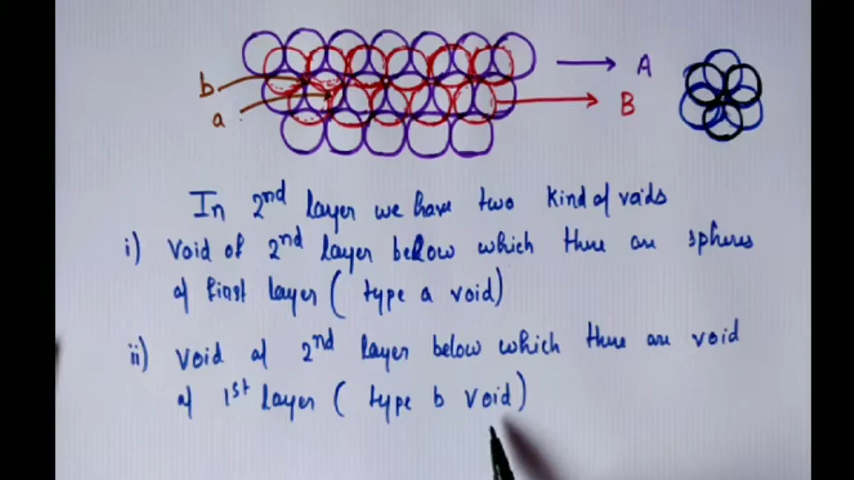 b
a
A
B
In 2nd layer we have two kind of voids
i) Void of 2nd layer below which there are spheres
of first layer ( type a void)
ii) Void of 2nd layer below which there are void
of 1st layer ( type b void)